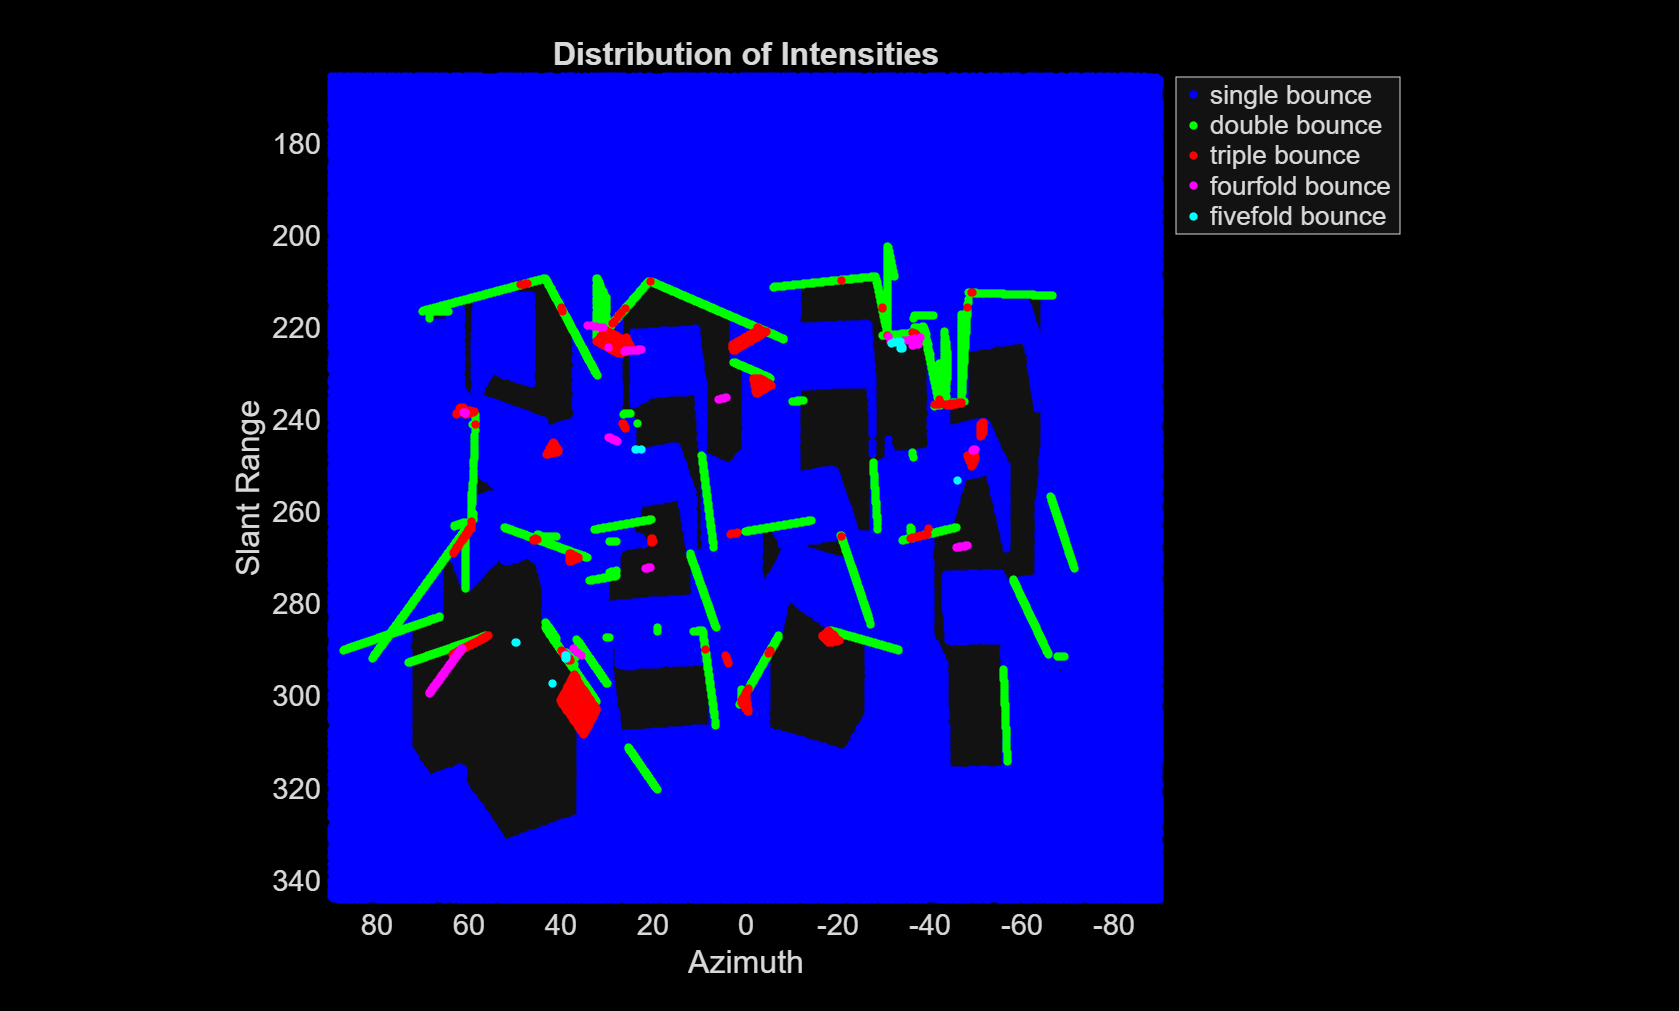 Distribution of Intensities
single bounce
double bounce
triple bounce
fourfold bounce
fivefold bounce
180
200
220
240
260
280
300
320
340
Slant Range
80 60 40 20 0 -20 -40 -60 -80
Azimuth